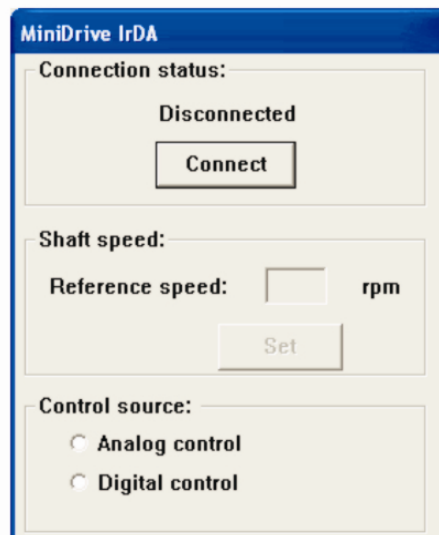 MiniDrive IrDA
Connection status:
Disconnected
Connect
Shaft speed:
Reference speed: rpm
Set
Control source:
Analog control
Digital control